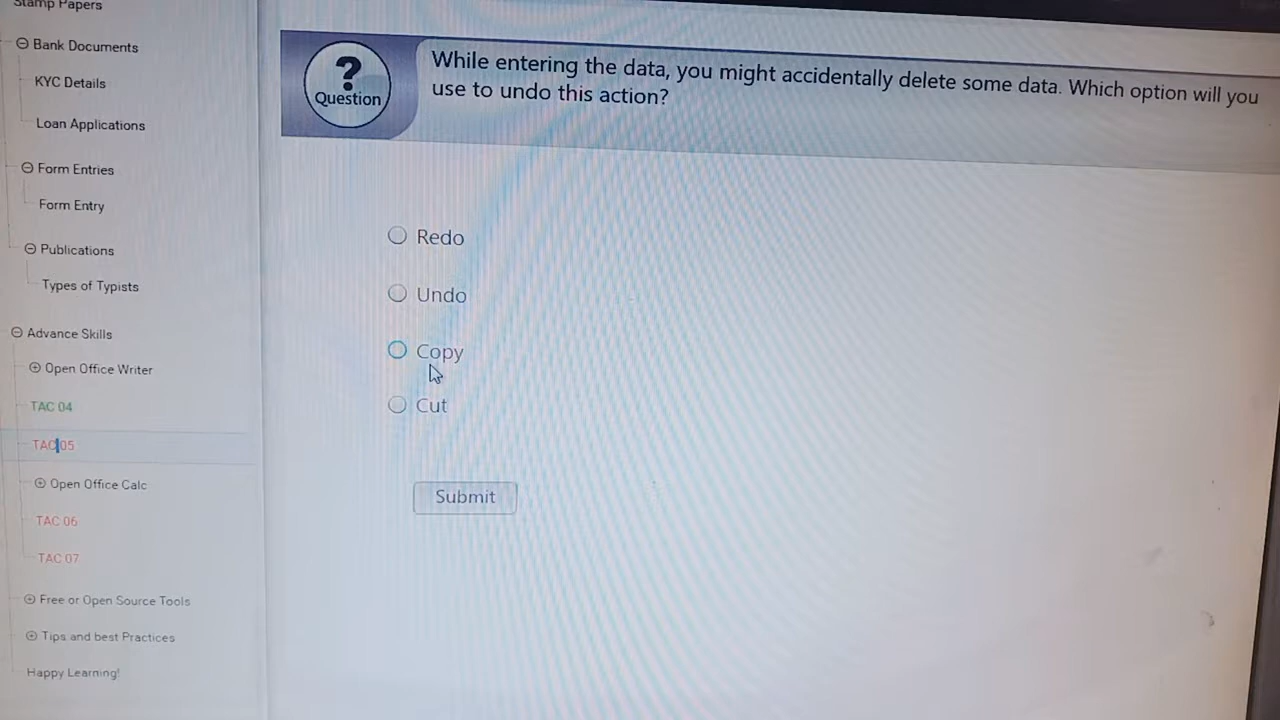 Stamp Papers
Bank Documents
KYC Details
Loan Applications
Form Entries
Form Entry
Publications
Types of Typists
Advance Skills
Open Office Writer
TAC 04
TAC 05
Open Office Calc
TAC 06
TAC 07
Free or Open Source Tools
Tips and best Practices
Happy Learning!
?
Question
While entering the data, you might accidentally delete some data. Which option will you
use to undo this action?
Redo
Undo
Copy
Cut
Submit